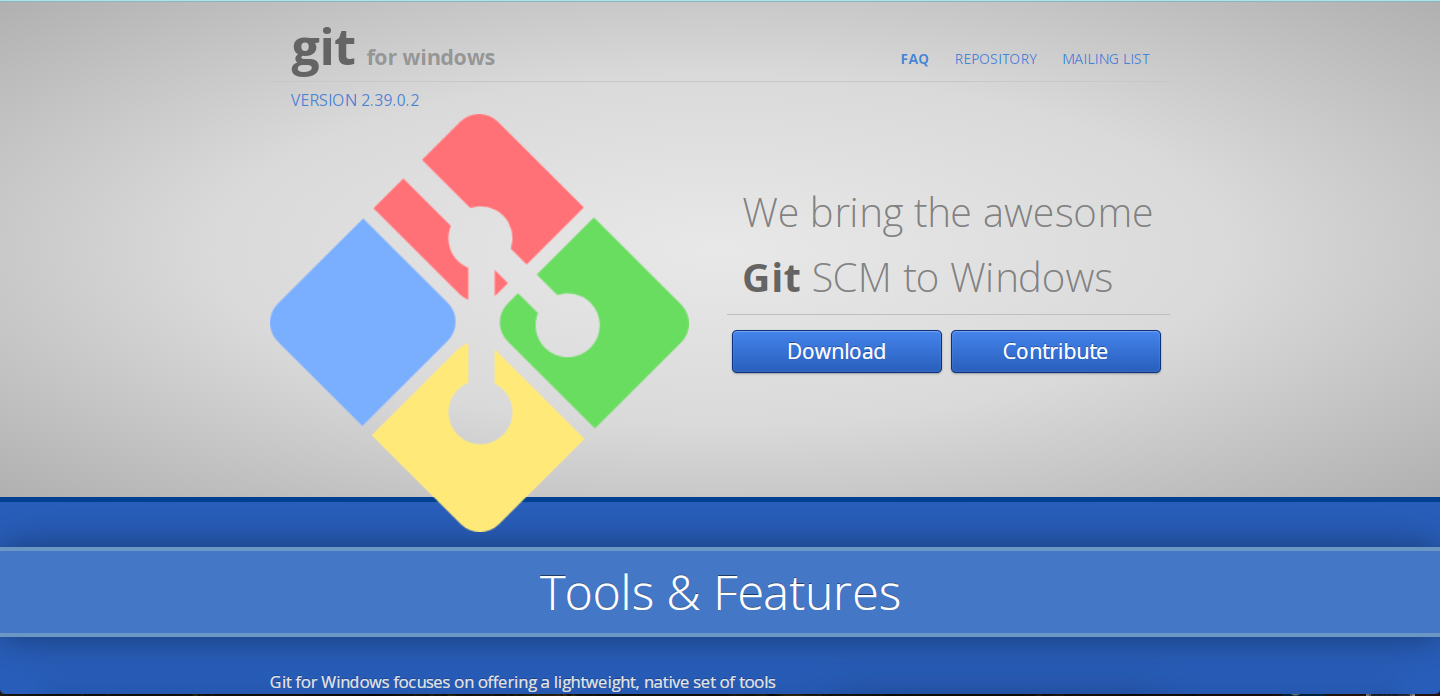 git for windows
FAQ REPOSITORY MAILING LIST
VERSION 2.39.0.2
We bring the awesome
Git SCM to Windows
Download Contribute
Tools & Features
Git for Windows focuses on offering a lightweight, native set of tools